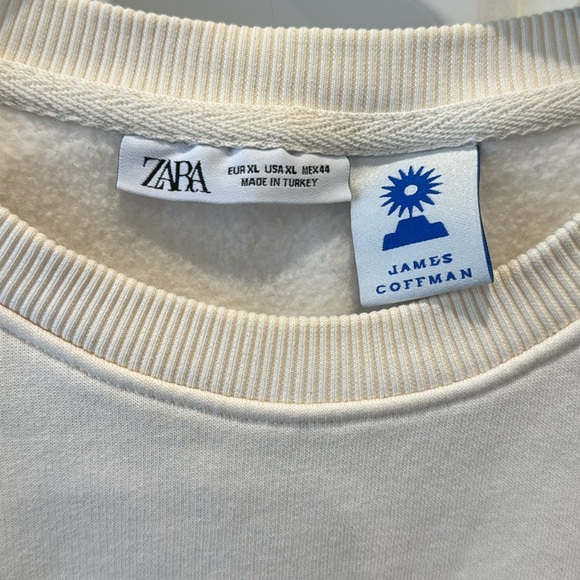 ZARA
EUR XL USA XL MEX 44
MADE IN TURKEY
JAMES
COFFMAN